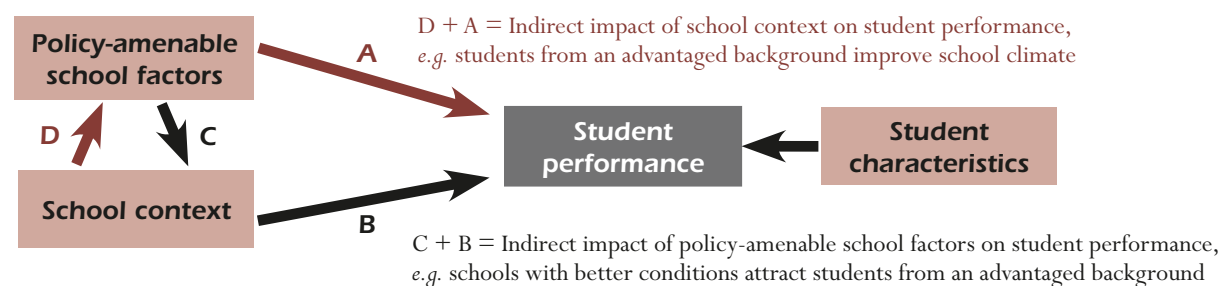 Policy-amenable
school factors
A
D + A = Indirect impact of school context on student performance,
e.g. students from an advantaged background improve school climate
D
C
Student
performance
Student
characteristics
School context
B
C + B = Indirect impact of policy-amenable school factors on student performance,
e.g. schools with better conditions attract students from an advantaged background